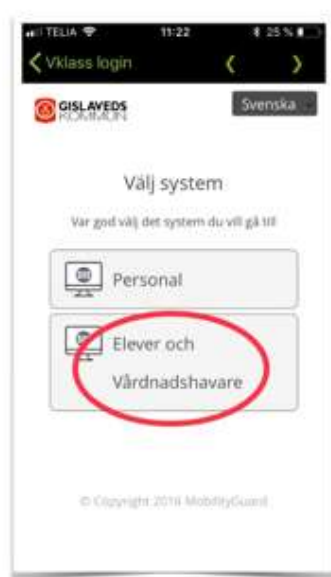 TELIA 11:22 25 %
Vklass login
GISLAVEDS
KOMMUN
Svenska
Välj system
Var god välj det system du vill gå till
Personal
Elever och
Vårdnadshavare
© Copyright 2016 MobilityGuard